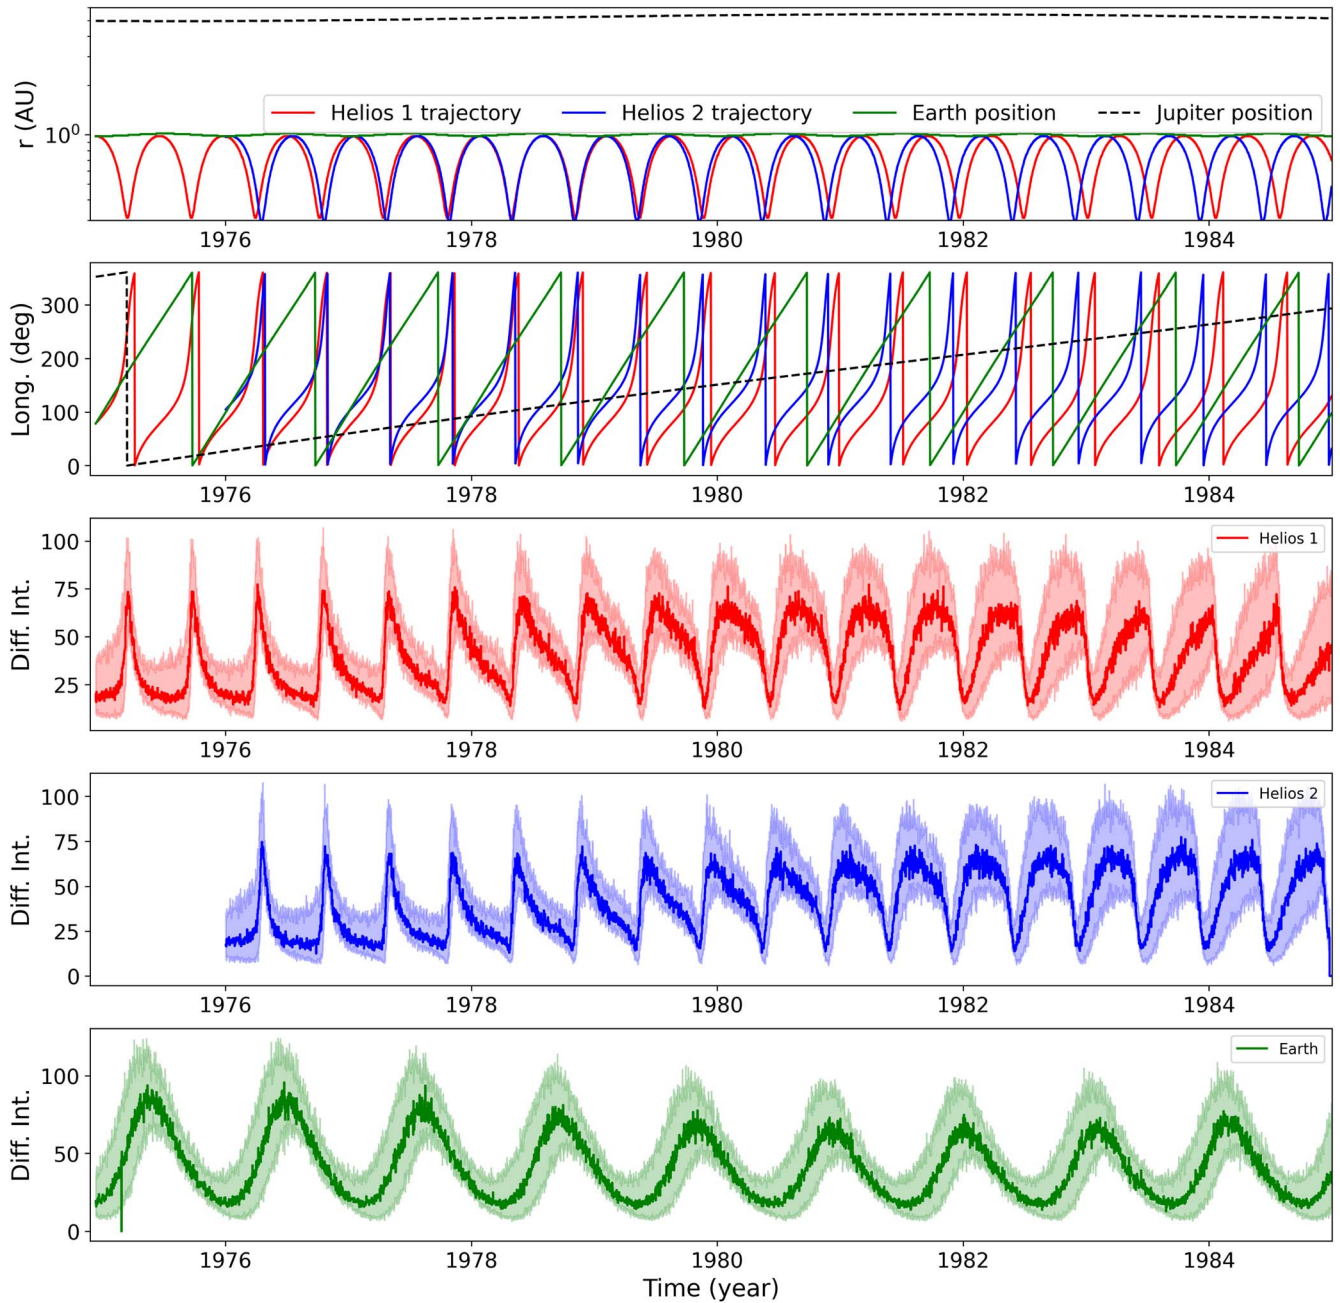 r (AU)
10⁰
Helios 1 trajectory Helios 2 trajectory Earth position Jupiter position
1976 1978 1980 1982 1984
Long. (deg)
300
200
100
0
1976 1978 1980 1982 1984
Diff. Int.
Helios 1
100
75
50
25
1976 1978 1980 1982 1984
Diff. Int.
Helios 2
100
75
50
25
0
1976 1978 1980 1982 1984
Diff. Int.
Earth
100
50
0
1976 1978 1980 1982 1984
Time (year)